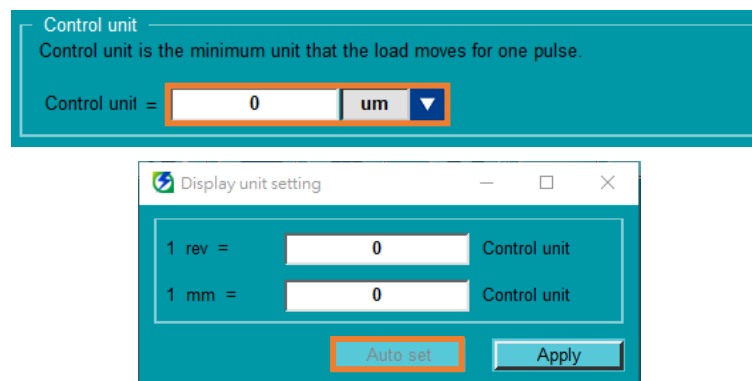 Control unit
Control unit is the minimum unit that the load moves for one pulse.
Control unit = 0 um
Display unit setting
1 rev = 0 Control unit
1 mm = 0 Control unit
Auto set Apply